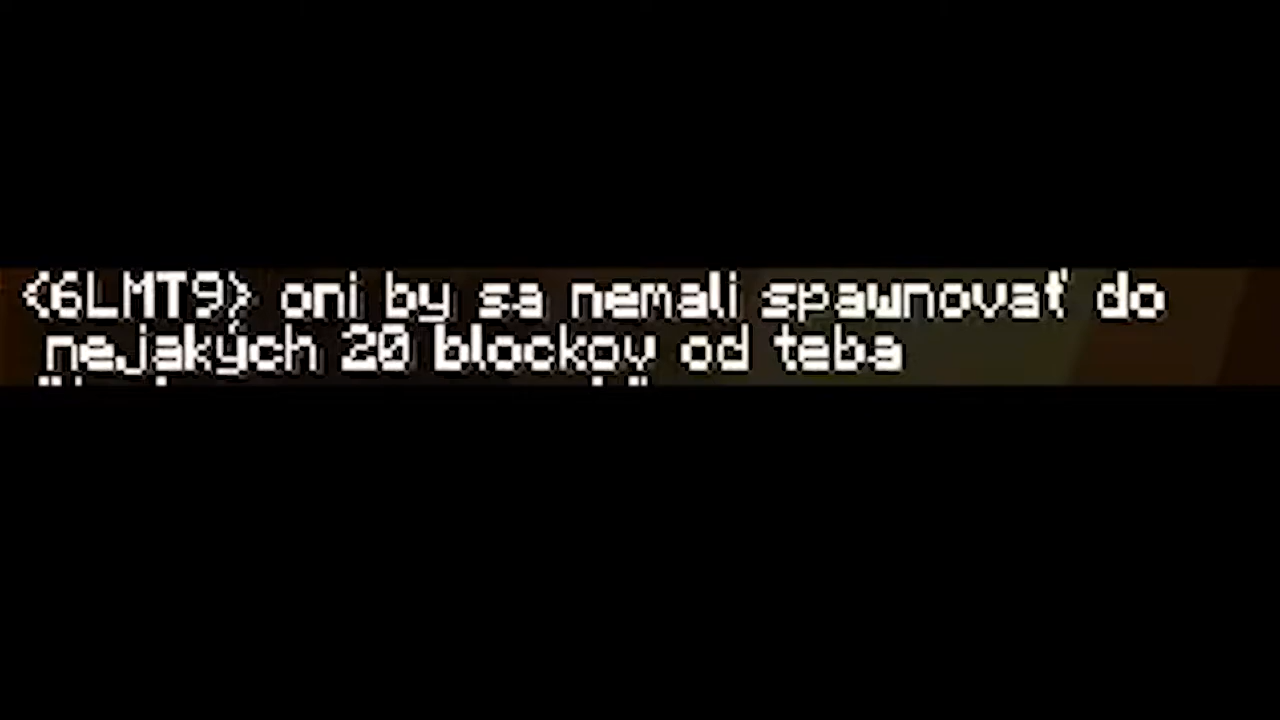 <6LMT9> oni by sa nemali spawnovať do
nejakých 20 blockov od teba